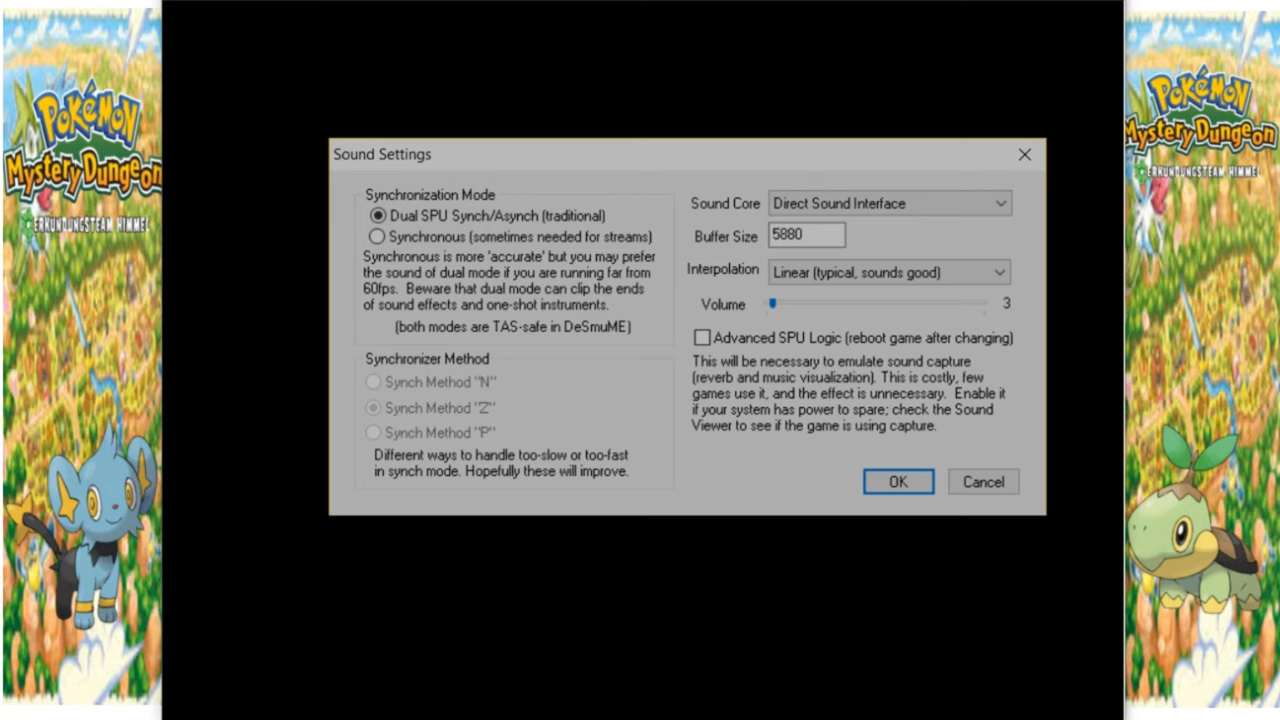 POKéMON
Mystery Dungeon
ERKUNDUNGSTEAM HIMMEL
Sound Settings
Synchronization Mode
Dual SPU Synch/Asynch (traditional)
Synchronous (sometimes needed for streams)
Synchronous is more 'accurate' but you may prefer
the sound of dual mode if you are running far from
60fps. Beware that dual mode can clip the ends
of sound effects and one-shot instruments.
(both modes are TAS-safe in DeSmuME)
Synchronizer Method
Synch Method "N"
Synch Method "Z"
Synch Method "P"
Different ways to handle too-slow or too-fast
in synch mode. Hopefully these will improve.
Sound Core Direct Sound Interface
Buffer Size 5880
Interpolation Linear (typical, sounds good)
Volume 3
Advanced SPU Logic (reboot game after changing)
This will be necessary to emulate sound capture
(reverb and music visualization). This is costly, few
games use it, and the effect is unnecessary. Enable it
if your system has power to spare; check the Sound
Viewer to see if the game is using capture.
OK Cancel
POKéMON
Mystery Dungeon
ERKUNDUNGSTEAM HIMMEL